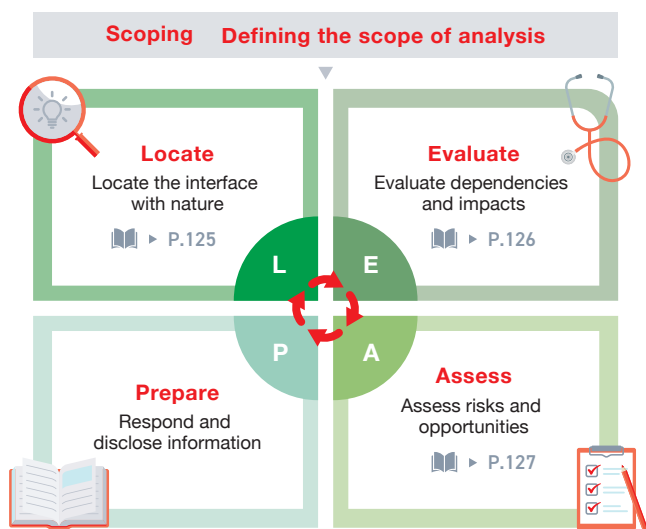 Scoping Defining the scope of analysis
Locate
Locate the interface
with nature
P.125
L
Evaluate
Evaluate dependencies
and impacts
P.126
E
Prepare
Respond and
disclose information
P
Assess
Assess risks and
opportunities
P.127
A